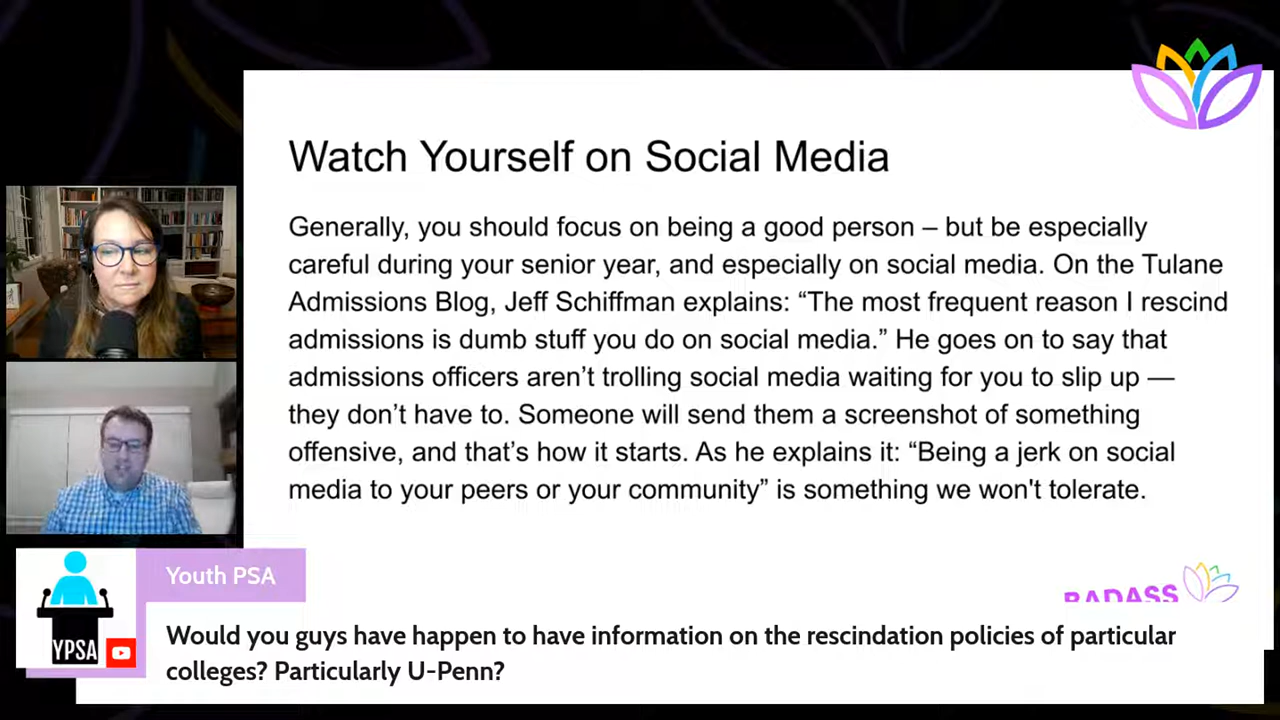 Watch Yourself on Social Media
Generally, you should focus on being a good person – but be especially
careful during your senior year, and especially on social media. On the Tulane
Admissions Blog, Jeff Schiffman explains: “The most frequent reason I rescind
admissions is dumb stuff you do on social media.” He goes on to say that
admissions officers aren’t trolling social media waiting for you to slip up —
they don’t have to. Someone will send them a screenshot of something
offensive, and that’s how it starts. As he explains it: “Being a jerk on social
media to your peers or your community” is something we won't tolerate.
BADASS
Youth PSA
YPSA
Would you guys have happen to have information on the rescindation policies of particular
colleges? Particularly U-Penn?